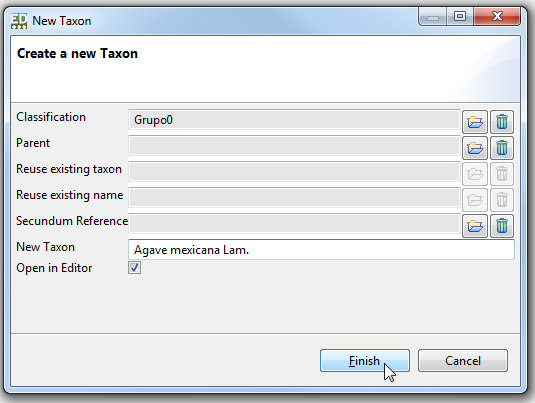 ED New Taxon
Create a new Taxon
Classification Grupo0
Parent
Reuse existing taxon
Reuse existing name
Secundum Reference
New Taxon Agave mexicana Lam.
Open in Editor
Finish Cancel